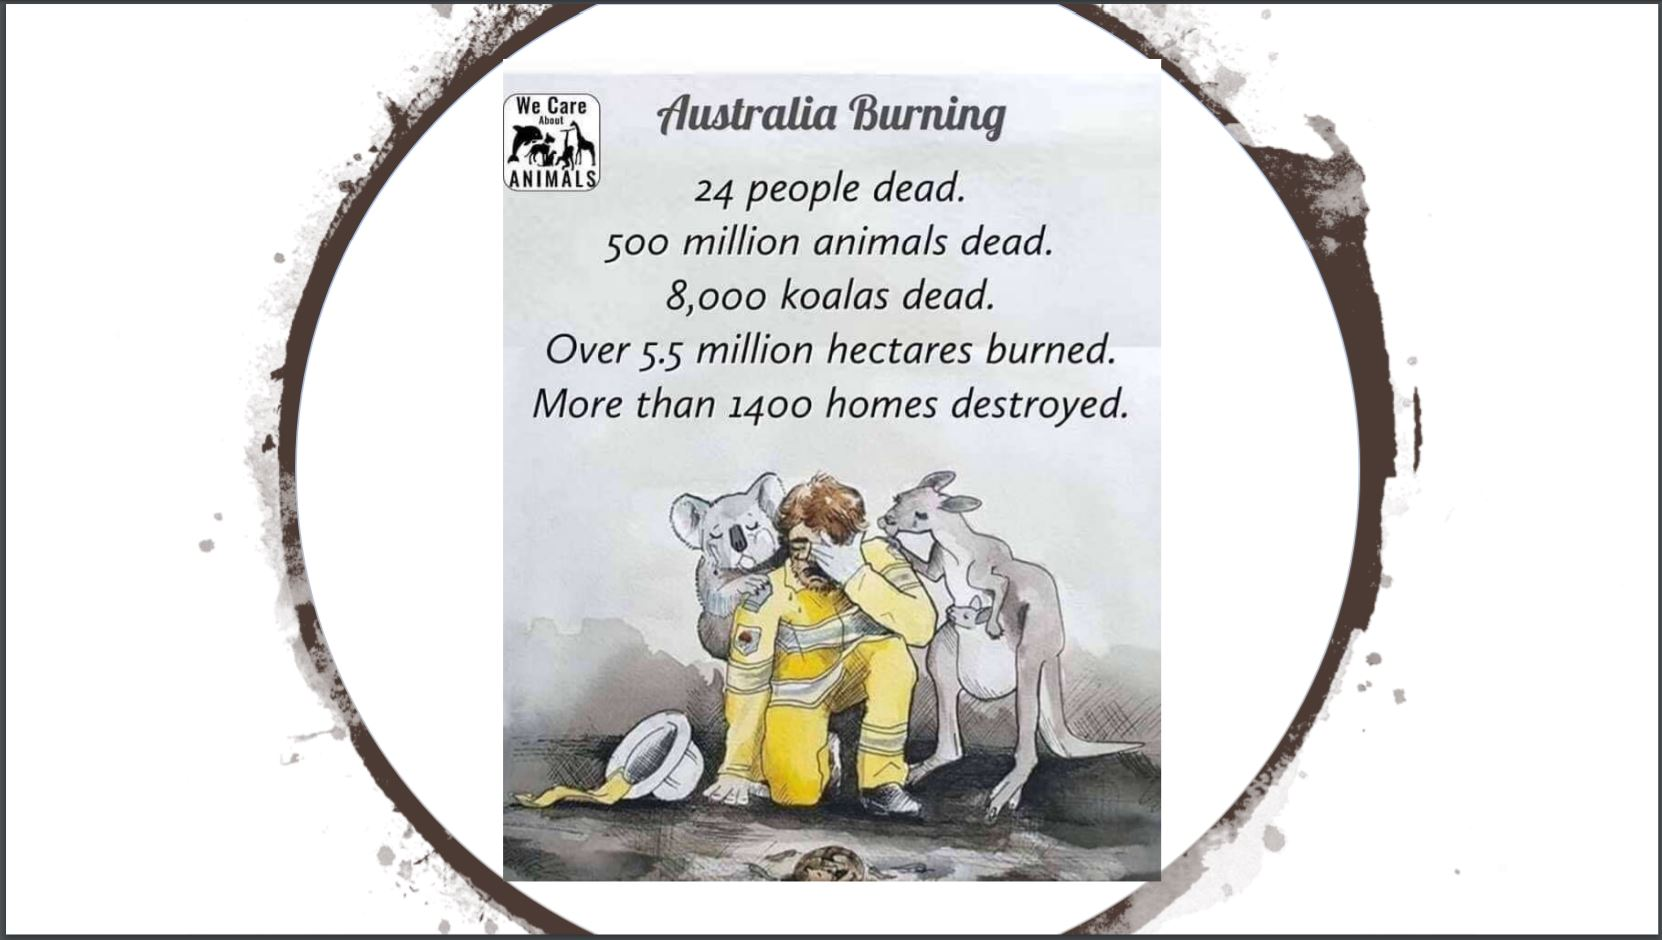 We Care
About
ANIMALS
Australia Burning
24 people dead.
500 million animals dead.
8,000 koalas dead.
Over 5.5 million hectares burned.
More than 1400 homes destroyed.